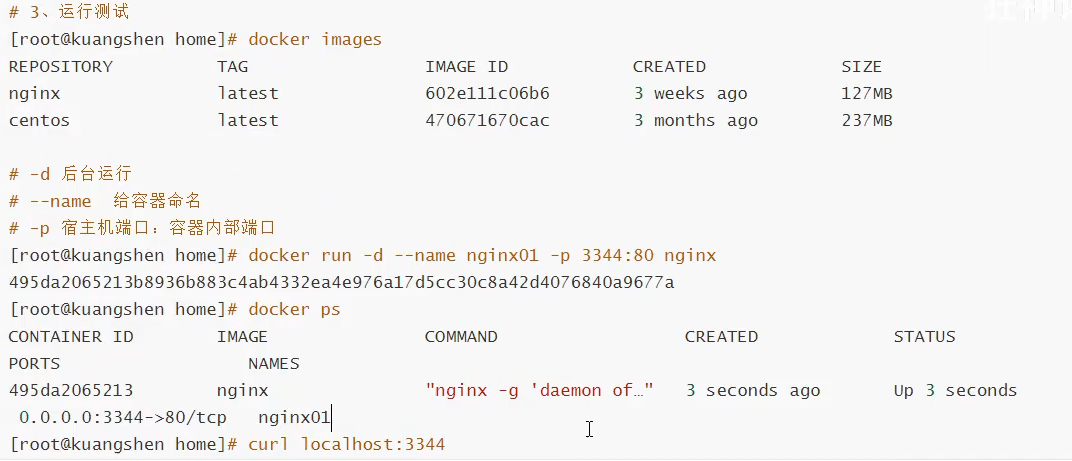 # 3、运行测试
[root@kuangshen home]# docker images
REPOSITORY TAG IMAGE ID CREATED SIZE
nginx latest 602e111c06b6 3 weeks ago 127MB
centos latest 470671670cac 3 months ago 237MB
# -d 后台运行
# --name 给容器命名
# -p 宿主机端口：容器内部端口
[root@kuangshen home]# docker run -d --name nginx01 -p 3344:80 nginx
495da2065213b8936b883c4ab4332ea4e976a17d5cc30c8a42d4076840a9677a
[root@kuangshen home]# docker ps
CONTAINER ID IMAGE COMMAND CREATED STATUS
PORTS NAMES
495da2065213 nginx "nginx -g 'daemon of…" 3 seconds ago Up 3 seconds
0.0.0.0:3344->80/tcp nginx01
[root@kuangshen home]# curl localhost:3344